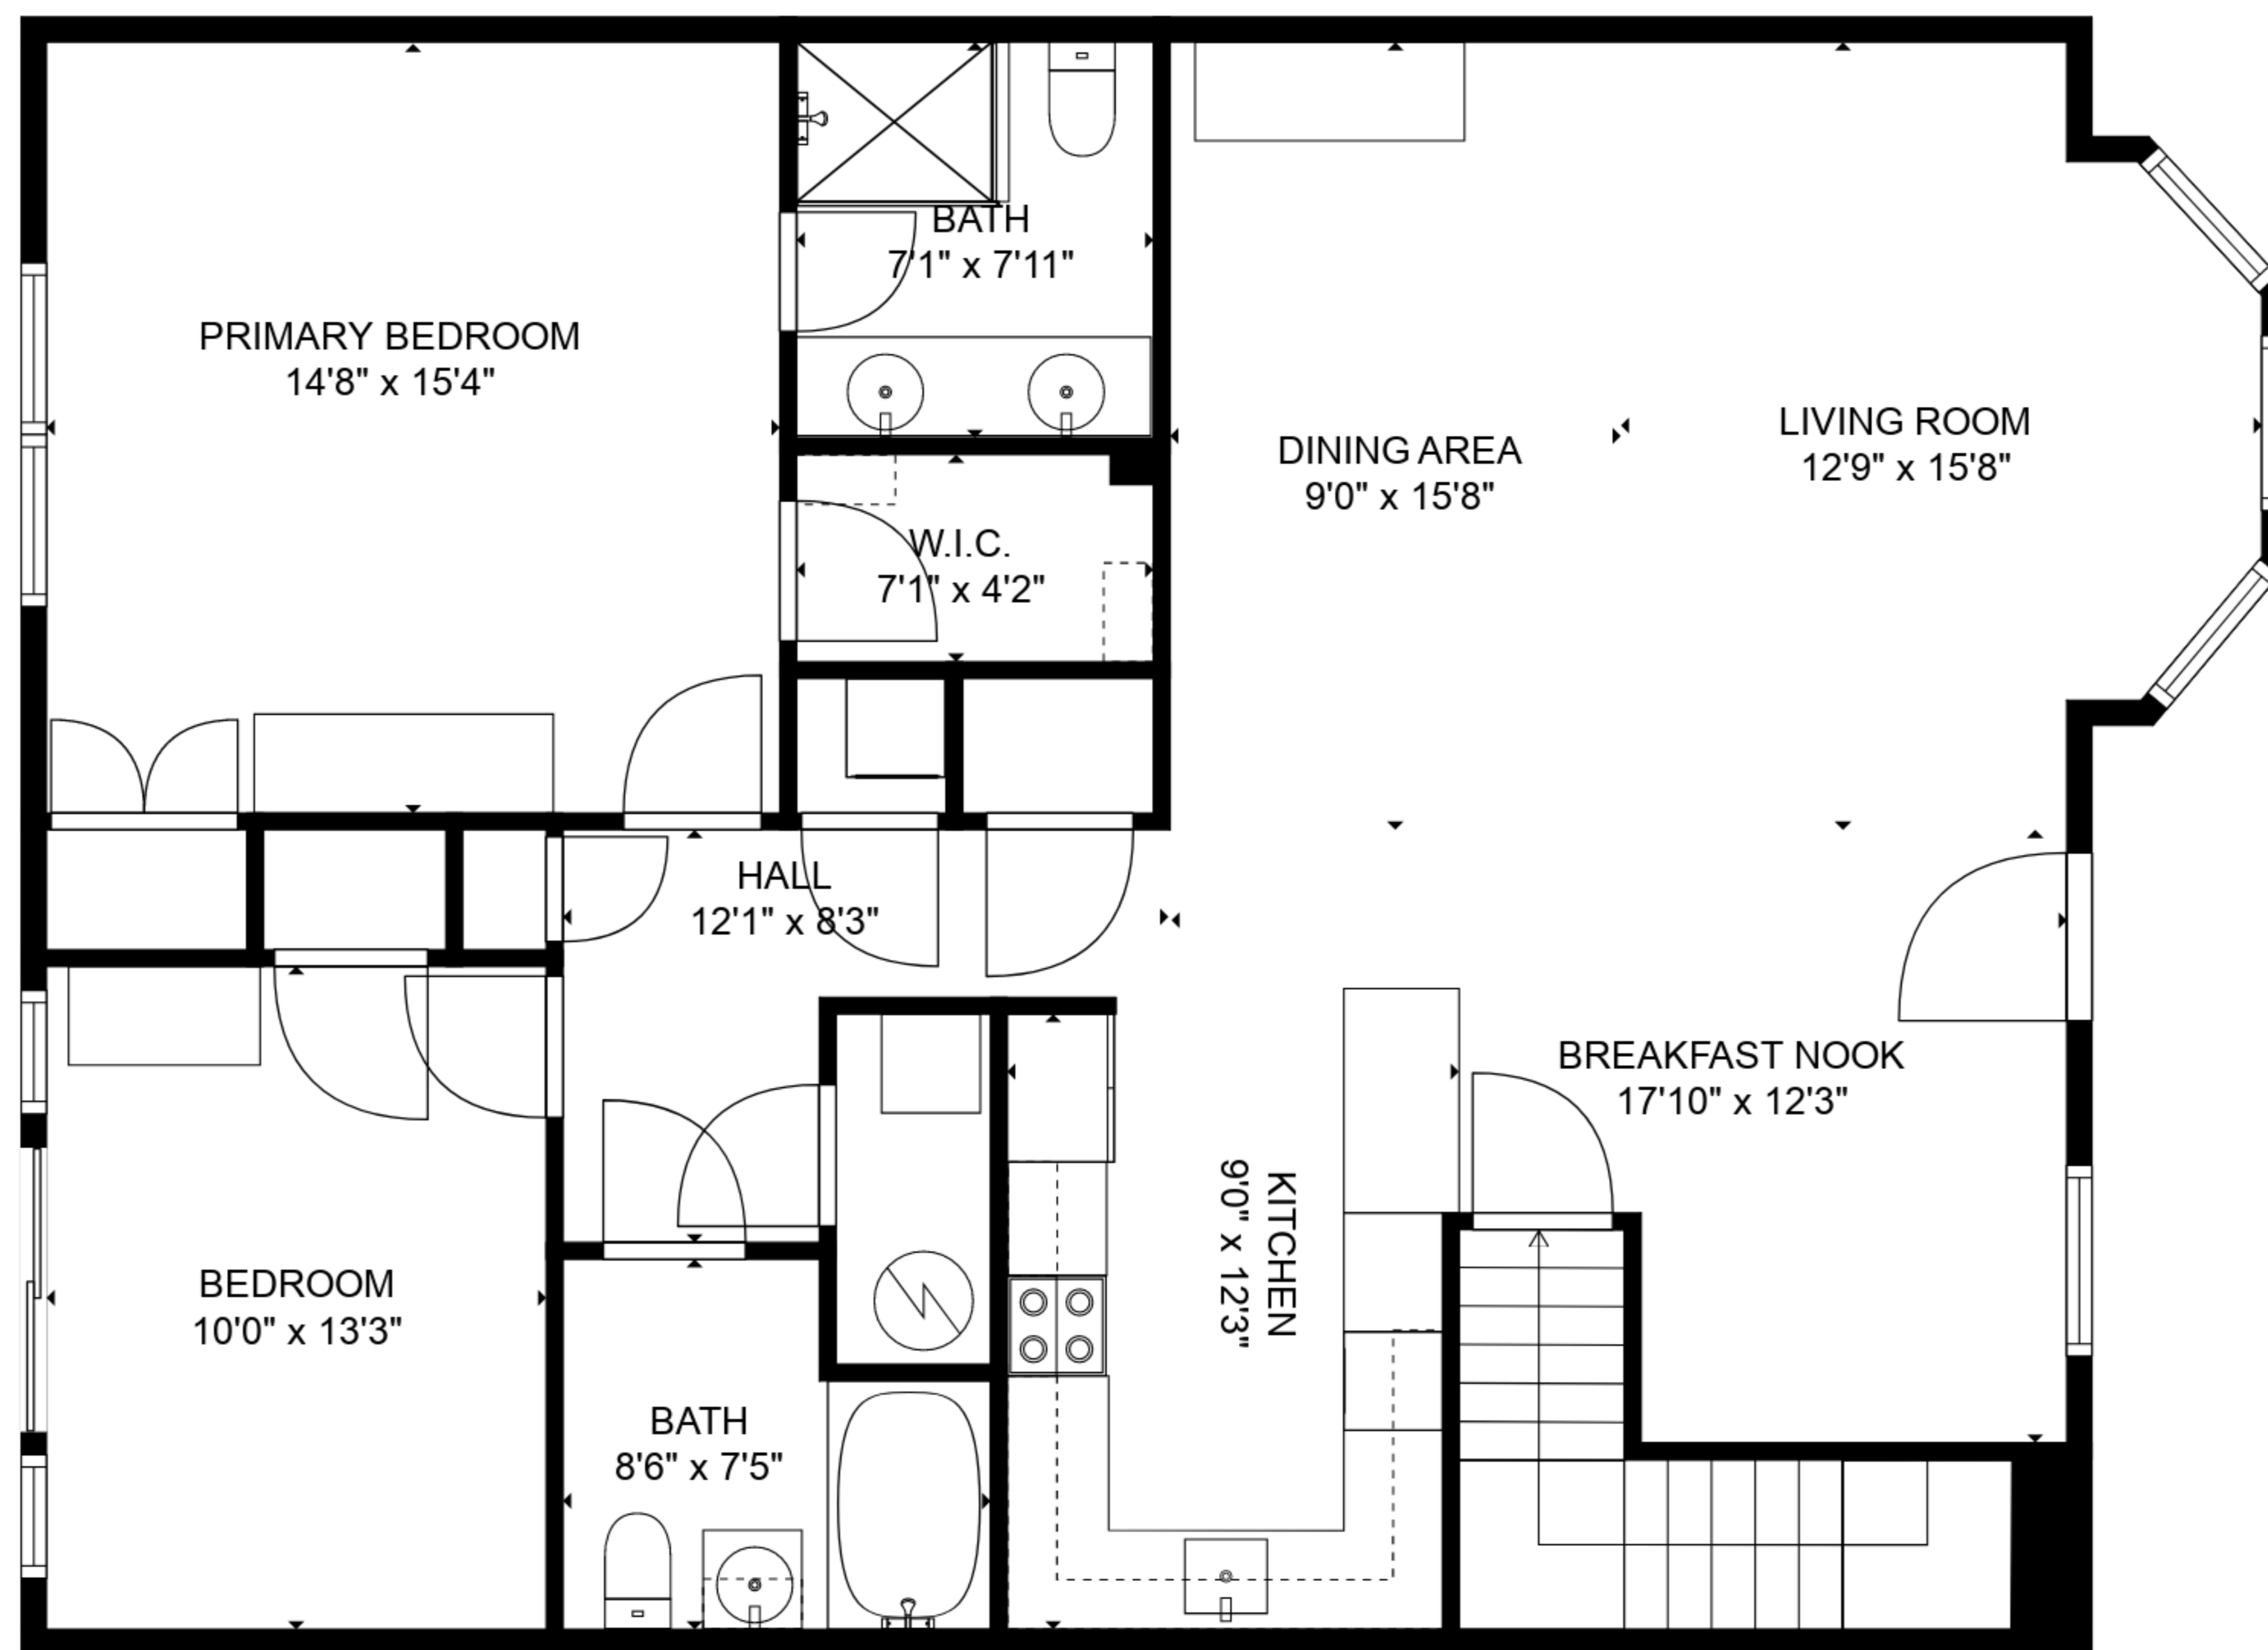 BATH
7'1" x 7'11"
PRIMARY BEDROOM
14'8" x 15'4"
LIVING ROOM
12'9" x 15'8"
DINING AREA
9'0" x 15'8"
W.I.C.
7'1" x 4'2"
HALL
12'1" x 8'3"
BREAKFAST NOOK
17'10" x 12'3"
KITCHEN
9'0" x 12'3"
BEDROOM
10'0" x 13'3"
BATH
8'6" x 7'5"